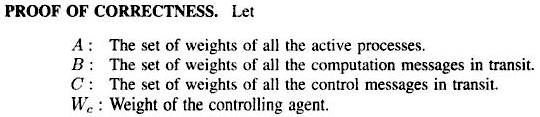 PROOF OF CORRECTNESS. Let
A : The set of weights of all the active processes.
B : The set of weights of all the computation messages in transit.
C : The set of weights of all the control messages in transit.
Wc : Weight of the controlling agent.